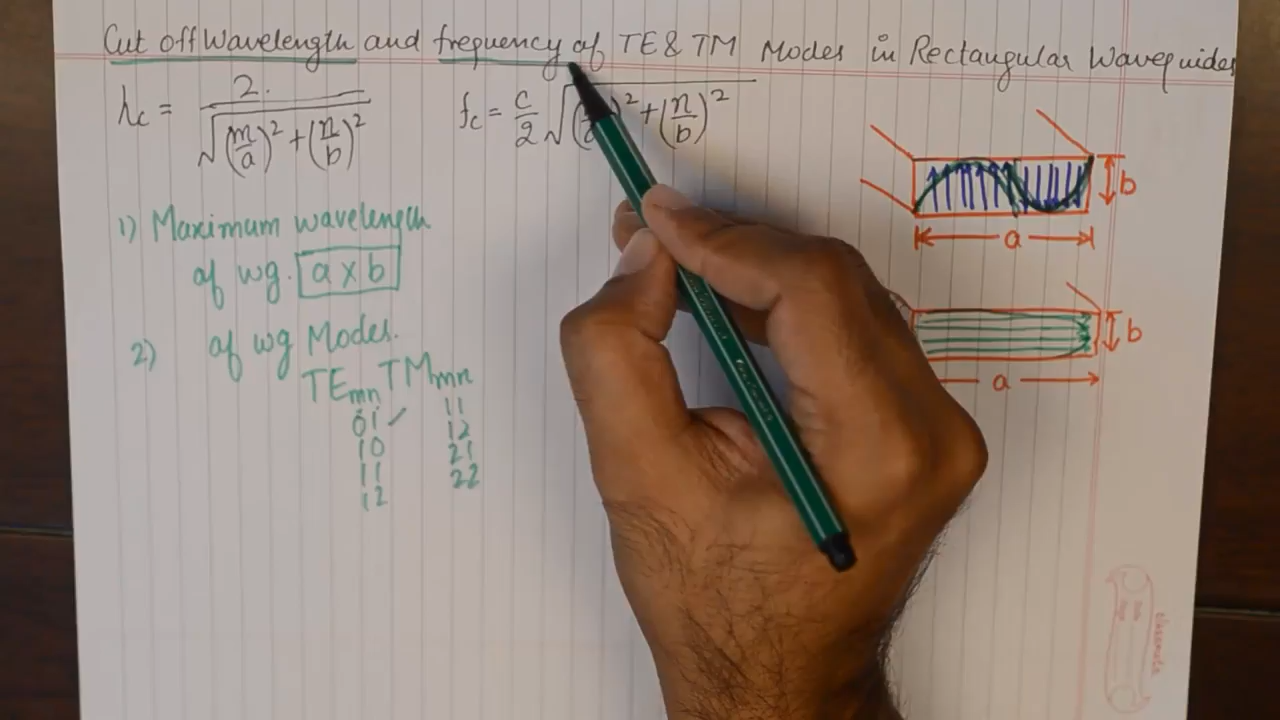 Cut off Wavelength and frequency of TE & TM Modes in Rectangular Waveguides
λc = 2 / √((m/a)² + (n/b)²)
fc = c/2 √( )² + (n/b)²
1) Maximum wavelength
of wg. a x b
2) of wg Modes.
TEmn TMmn
01 ✓ 11
10 12
11 21
12 22
b
a
b
a